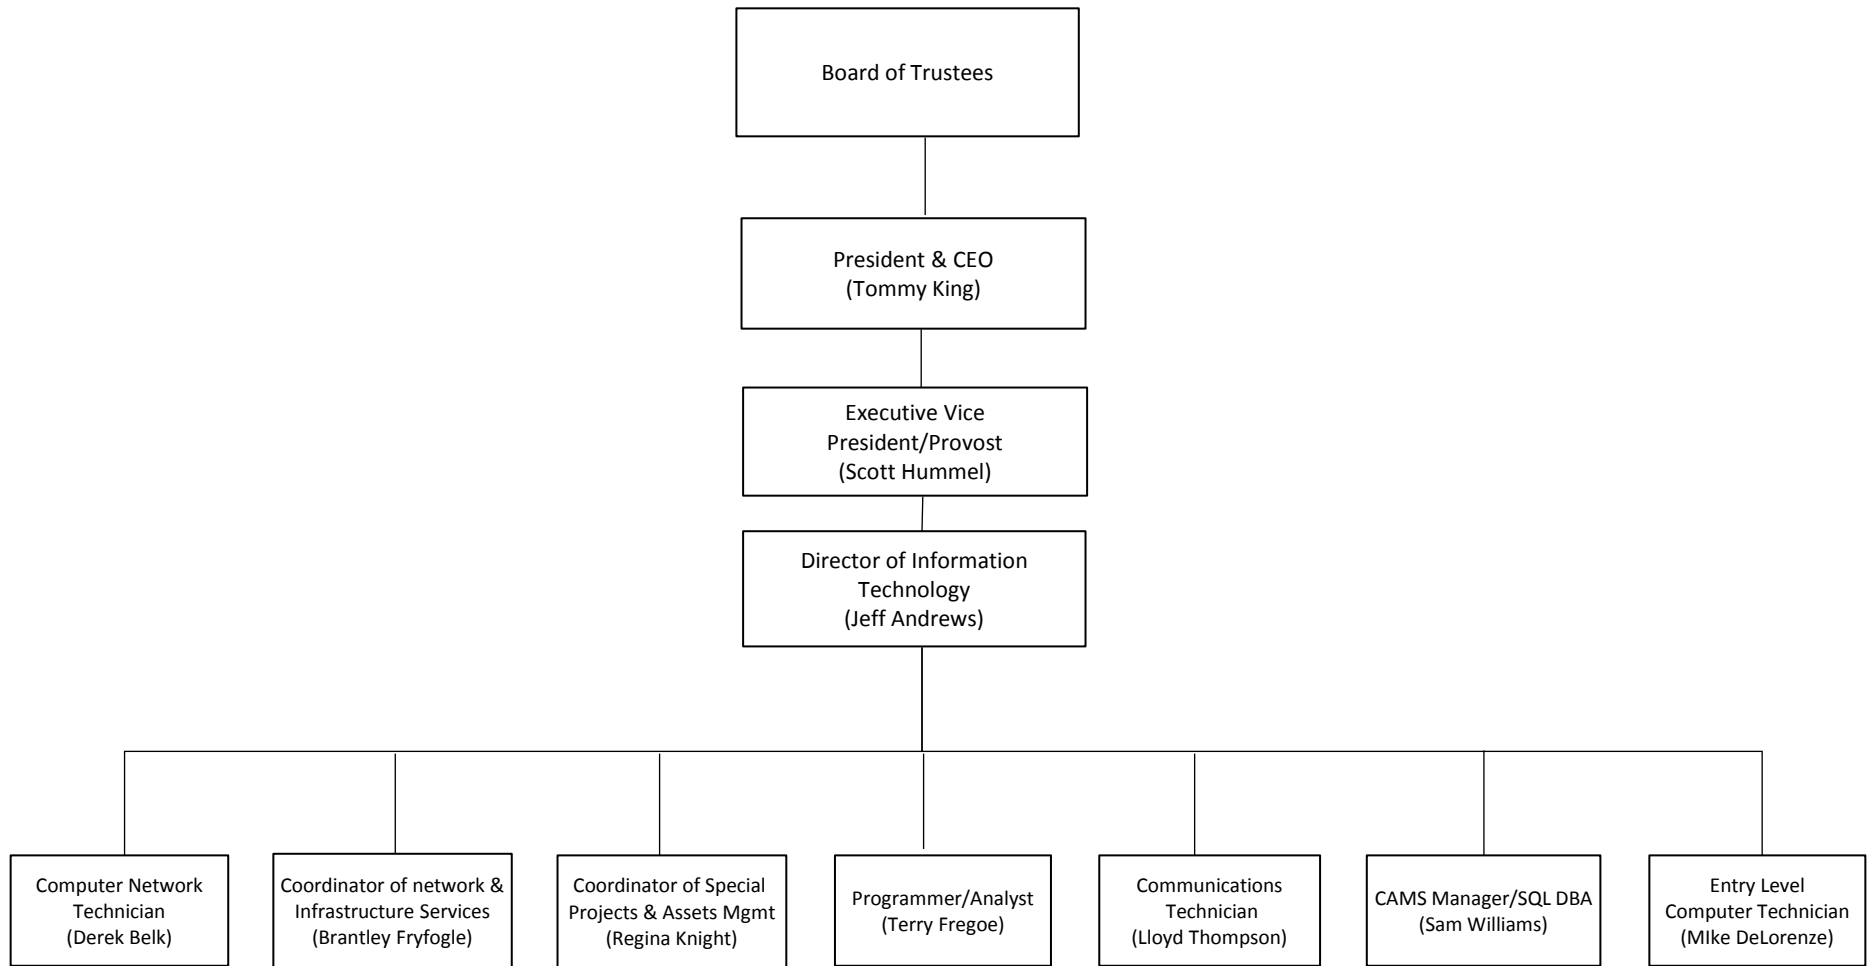 Board of Trustees
President & CEO
(Tommy King)
Executive Vice
President/Provost
(Scott Hummel)
Director of Information
Technology
(Jeff Andrews)
Computer Network
Technician
(Derek Belk)
Coordinator of network &
Infrastructure Services
(Brantley Fryfogle)
Coordinator of Special
Projects & Assets Mgmt
(Regina Knight)
Programmer/Analyst
(Terry Fregoe)
Communications
Technician
(Lloyd Thompson)
CAMS Manager/SQL DBA
(Sam Williams)
Entry Level
Computer Technician
(MIke DeLorenze)